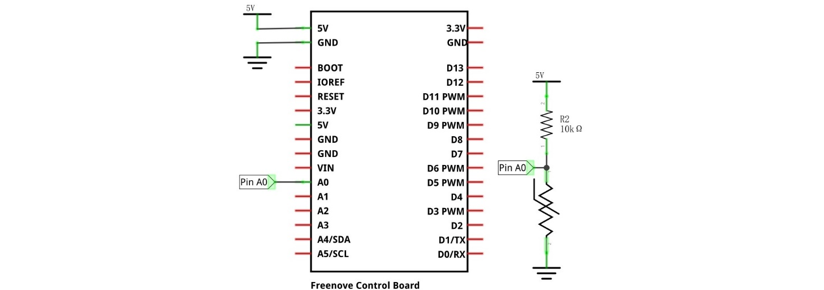 5V
5V
GND
BOOT
IOREF
RESET
3.3V
5V
GND
GND
VIN
A0
A1
A2
A3
A4/SDA
A5/SCL
Pin A0
3.3V
GND
D13
D12
D11 PWM
D10 PWM
D9 PWM
D8
D7
D6 PWM
D5 PWM
D4
D3 PWM
D2
D1/TX
D0/RX
Freenove Control Board
5V
R2
10kΩ
Pin A0